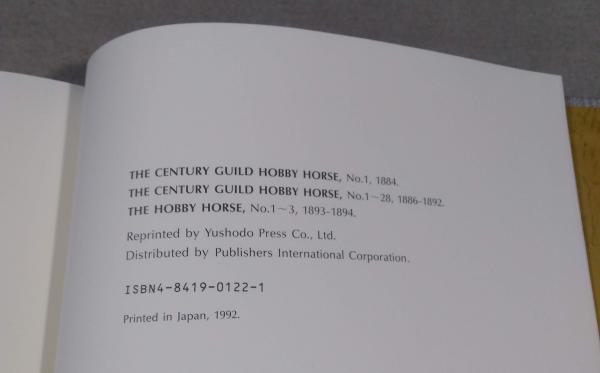 THE CENTURY GUILD HOBBY HORSE, No.1, 1884.
THE CENTURY GUILD HOBBY HORSE, No.1~28, 1886-1892.
THE HOBBY HORSE, No.1~3, 1893-1894.
Reprinted by Yushodo Press Co., Ltd.
Distributed by Publishers International Corporation.
ISBN4-8419-0122-1
Printed in Japan, 1992.